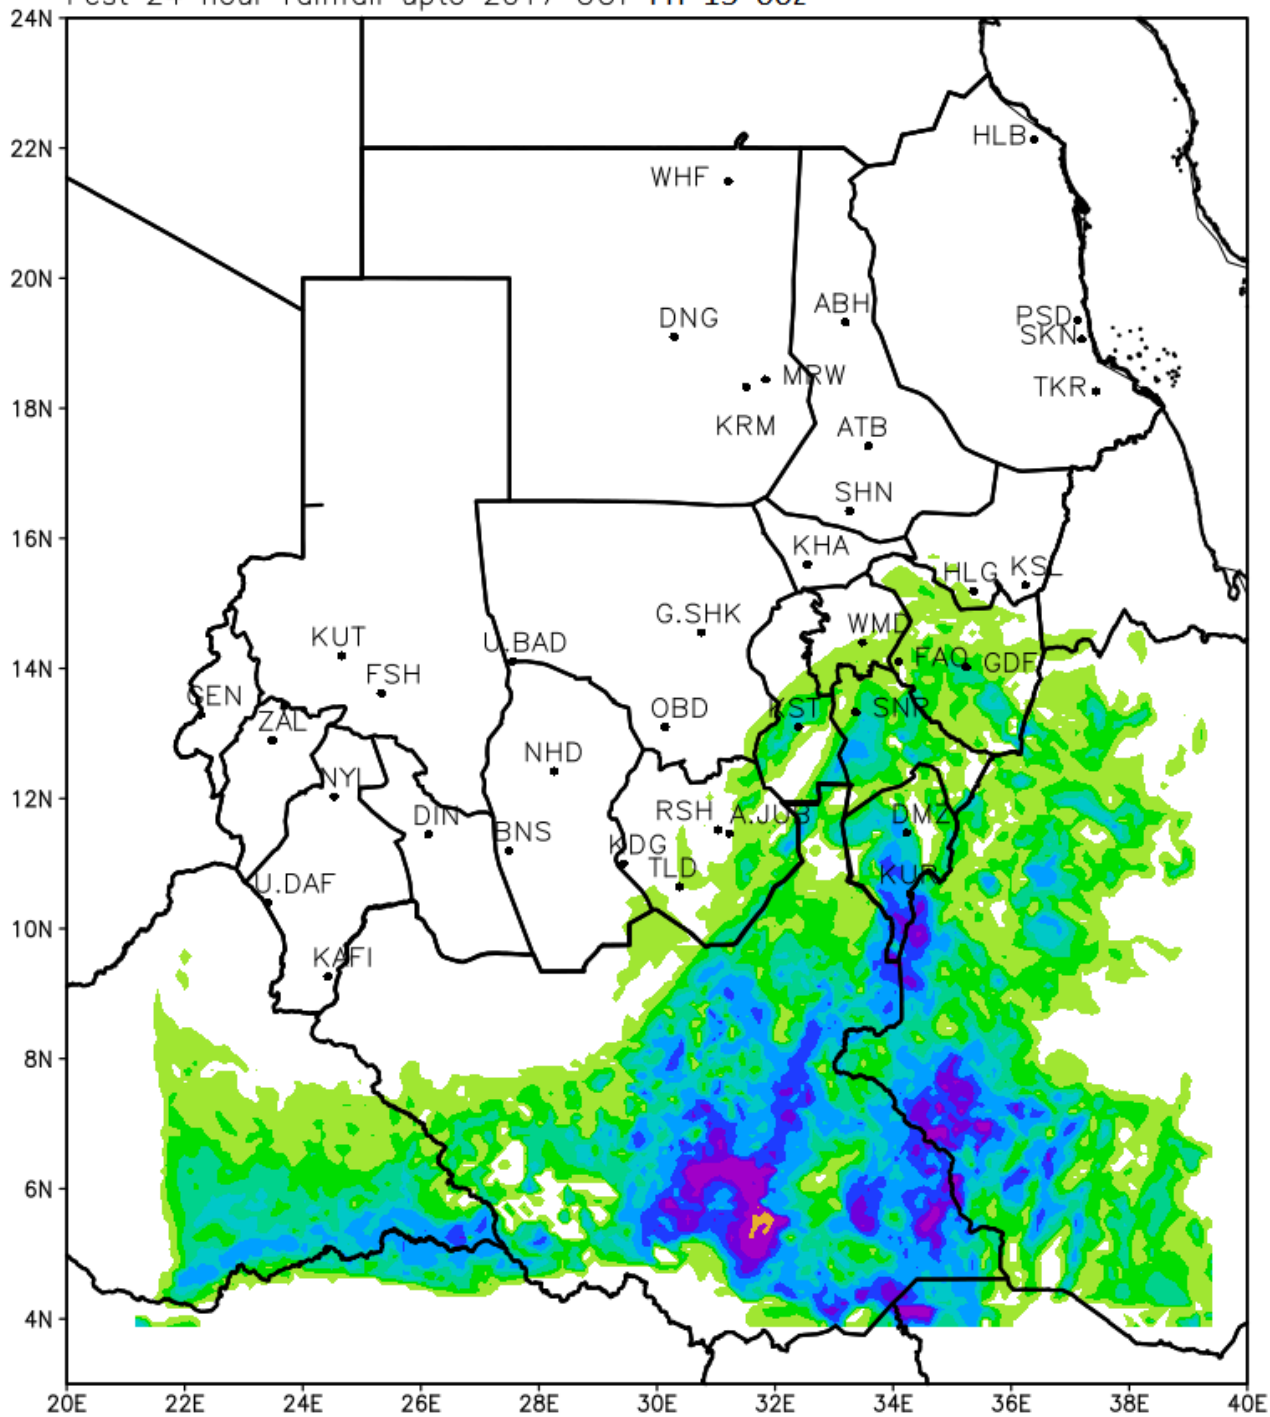 24N
22N
20N
18N
16N
14N
12N
10N
8N
6N
4N
20E 22E 24E 26E 28E 30E 32E 34E 36E 38E 40E
HLB
WHF
ABH
DNG
PSD
SKN
MRW
TKR
KRM
ATB
SHN
KHA
HLG KSL
G.SHK
WMD
KUT
U.BAD
FAO GDF
FSH
GEN
OBD
KST
SNR
ZAL
NHD
NYL
RSH A.JUB
DIN
DMZ
BNS
KDG
TLD
KUR
U.DAF
KAFI